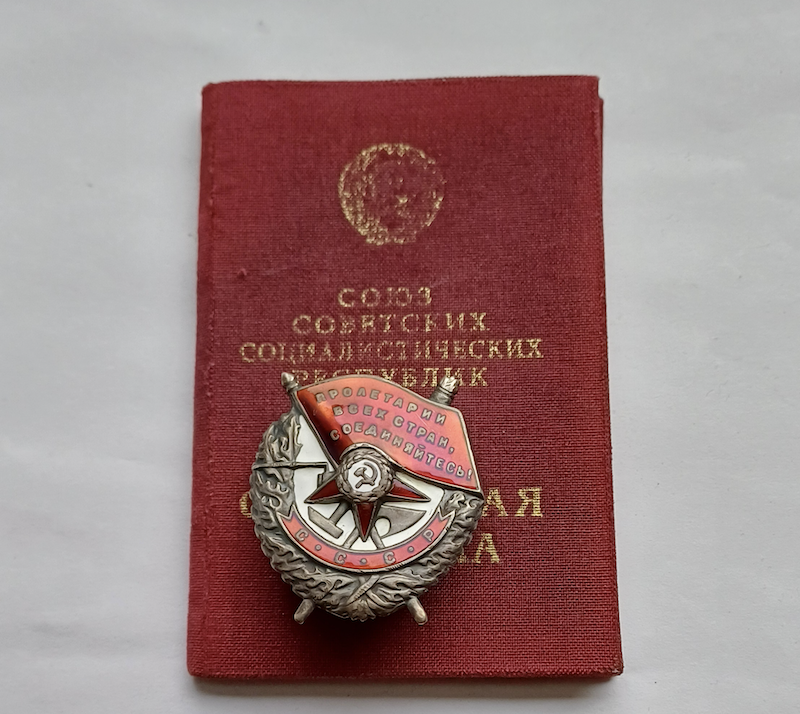 СОЮЗ
СОВЕТСКИХ
СОЦИАЛИСТИЧЕСКИХ
РЕСПУБЛИК
ПРОЛЕТАРИИ
ВСЕХ СТРАН,
СОЕДИНЯЙТЕСЬ!
С·С·С·Р